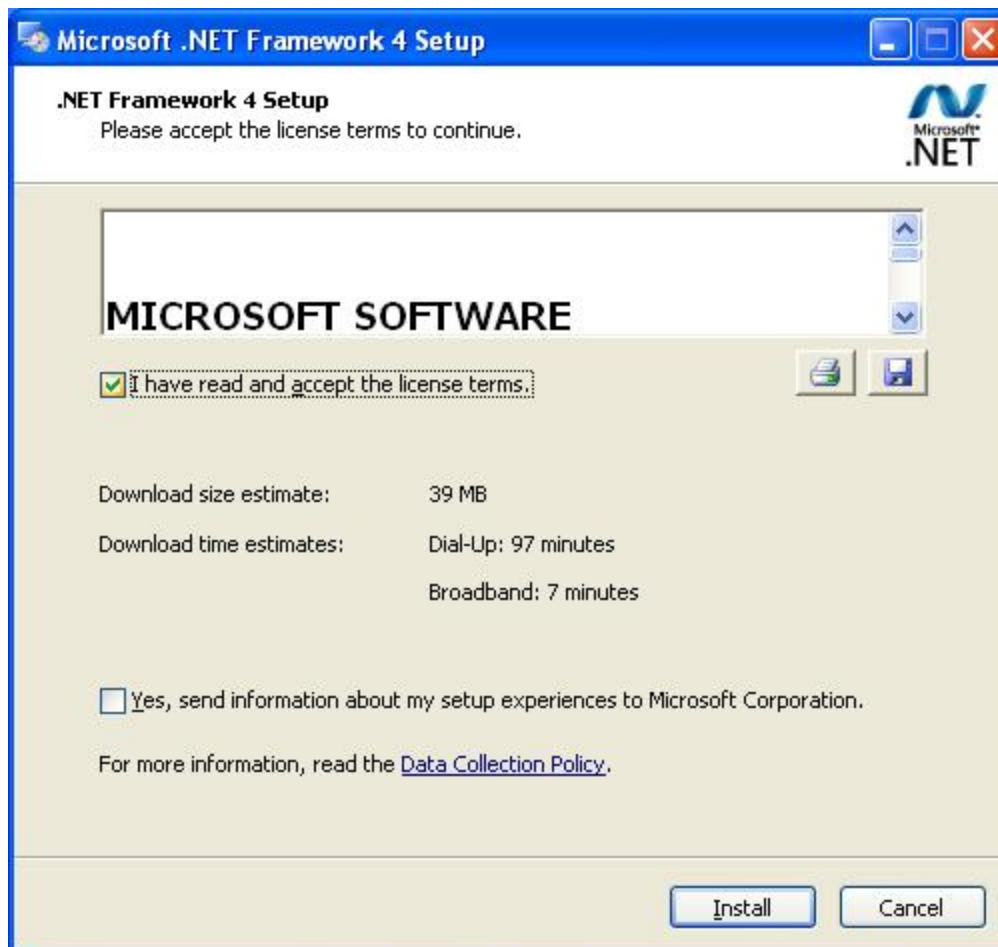 Microsoft .NET Framework 4 Setup
.NET Framework 4 Setup
Please accept the license terms to continue.
Microsoft®
.NET
MICROSOFT SOFTWARE
I have read and accept the license terms.
Download size estimate: 39 MB
Download time estimates: Dial-Up: 97 minutes
Broadband: 7 minutes
Yes, send information about my setup experiences to Microsoft Corporation.
For more information, read the Data Collection Policy.
Install Cancel